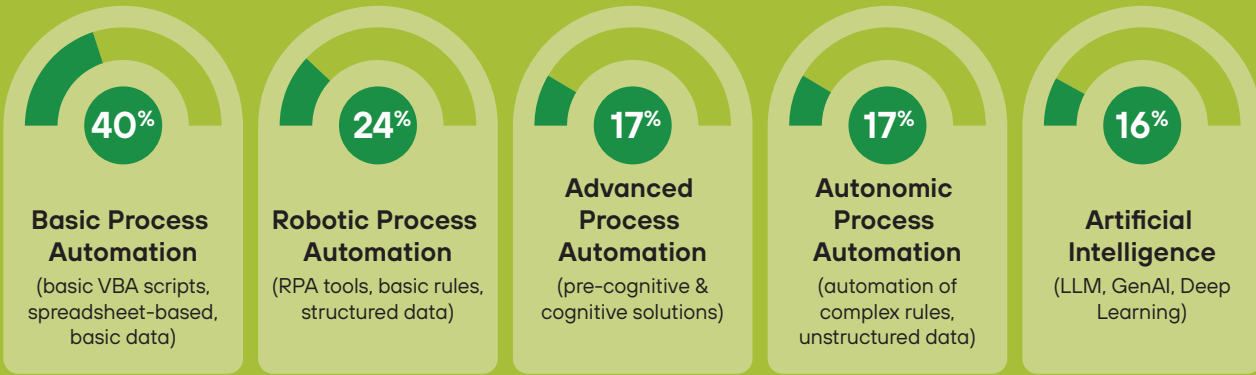 40%
Basic Process
Automation
(basic VBA scripts,
spreadsheet-based,
basic data)
24%
Robotic Process
Automation
(RPA tools, basic rules,
structured data)
17%
Advanced
Process
Automation
(pre-cognitive &
cognitive solutions)
17%
Autonomic
Process
Automation
(automation of
complex rules,
unstructured data)
16%
Artificial
Intelligence
(LLM, GenAI, Deep
Learning)